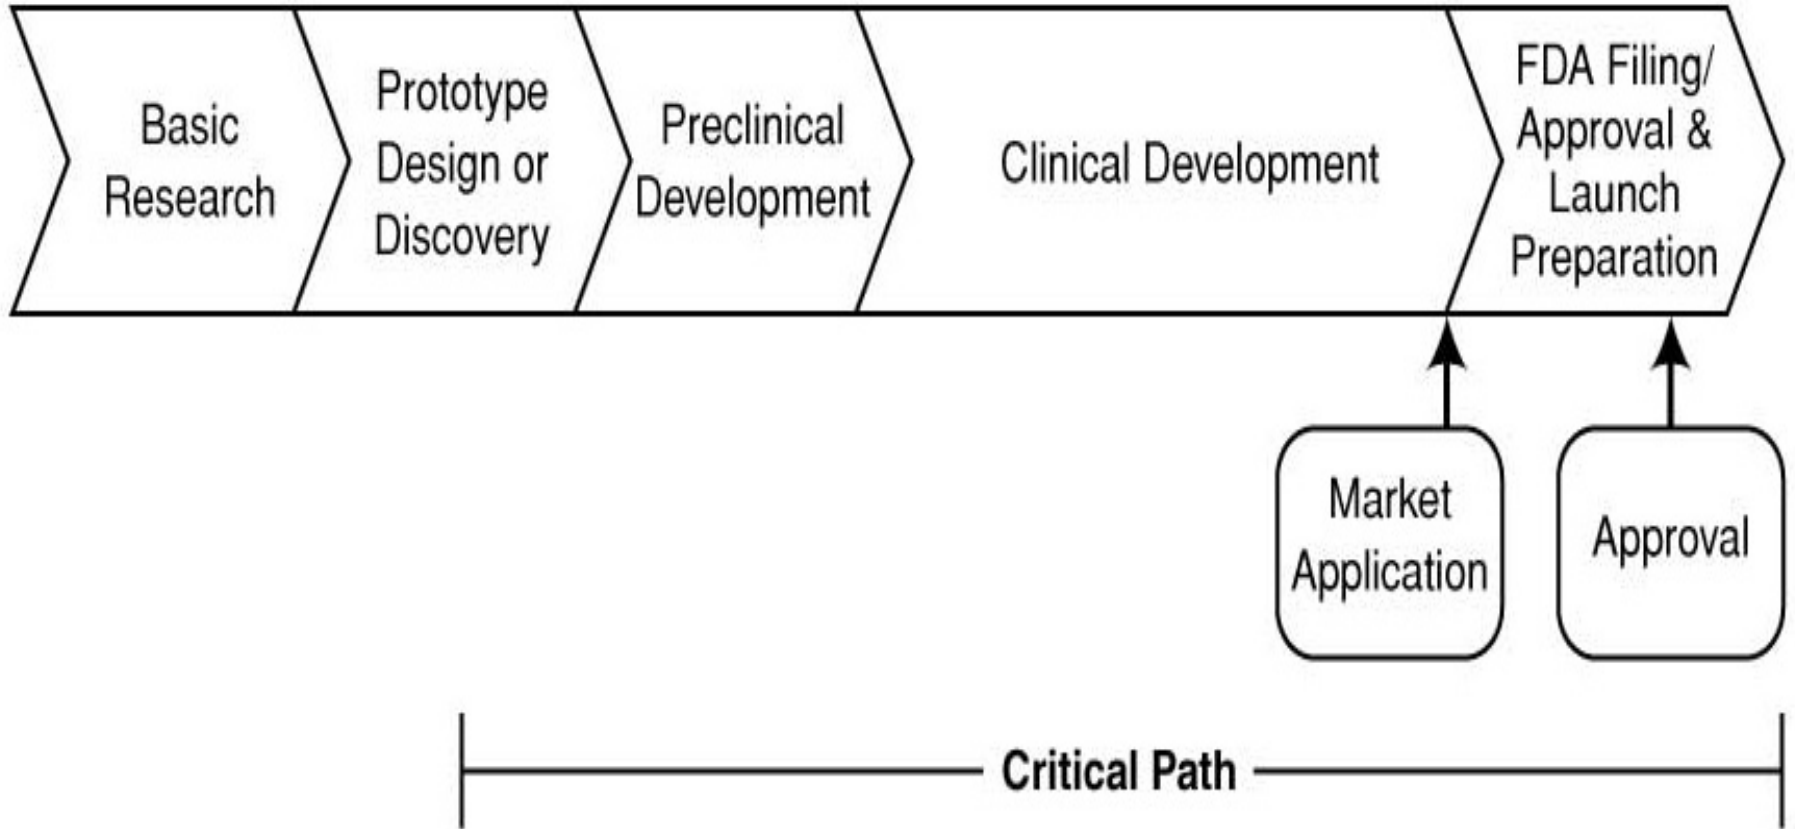 Basic
Research
Prototype
Design or
Discovery
Preclinical
Development
Clinical Development
FDA Filing/
Approval &
Launch
Preparation
Market
Application
Approval
Critical Path